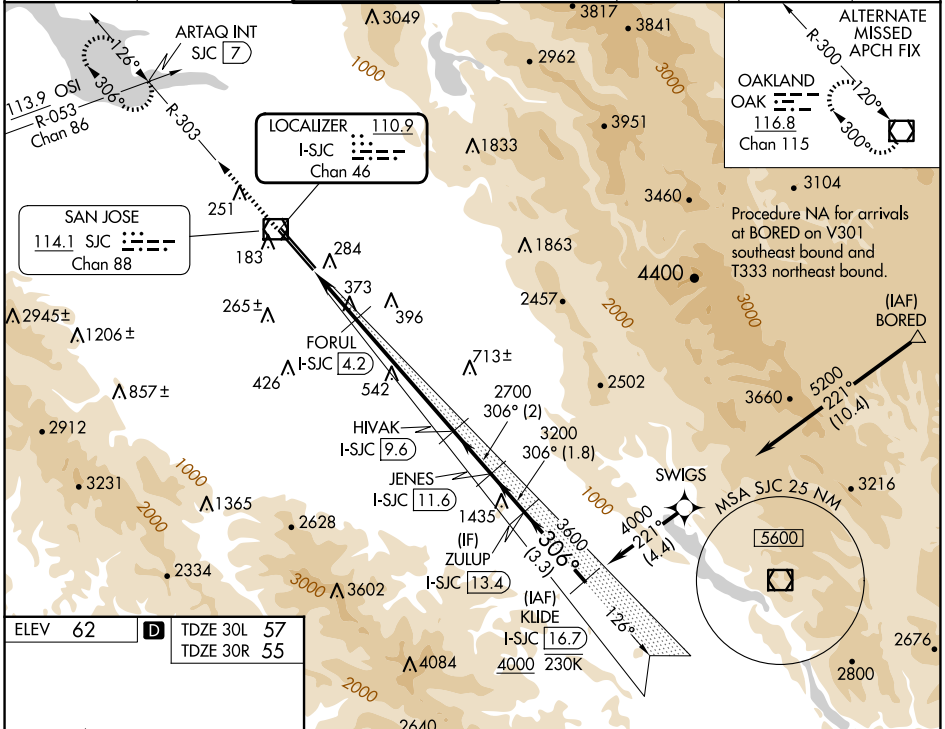 3049
3817
3841
2962
1000
3000
ARTAQ INT
SJC 7
126°
306°
113.9 OSI
R-053
Chan 86
R-303
ALTERNATE
MISSED
APCH FIX
R-300
OAKLAND
OAK
116.8
Chan 115
120°
300°
LOCALIZER 110.9
I-SJC
Chan 46
1833
3951
251
3460
3104
SAN JOSE
114.1 SJC
Chan 88
183
284
1863
4400
Procedure NA for arrivals
at BORED on V301
southeast bound and
T333 northeast bound.
2945±
1206±
265±
373
396
2457
2000
3000
(IAF)
BORED
FORUL
I-SJC 4.2
426
542
713±
857±
2502
3660
5200
221°
(10.4)
2912
2700
306° (2)
HIVAK
I-SJC 9.6
3200
306° (1.8)
3231
1000
2000
JENES
I-SJC 11.6
1365
1435
1000
SWIGS
MSA SJC 25 NM
3216
4000
221°
(4.4)
5600
2628
(IF)
ZULUP
I-SJC 13.4
306°
3600
(3.3)
2334
3000
3602
(IAF)
KLIDE
I-SJC 16.7
4000 230K
126°
ELEV 62
D
TDZE 30L 57
TDZE 30R 55
4084
2000
2640
2676
2800